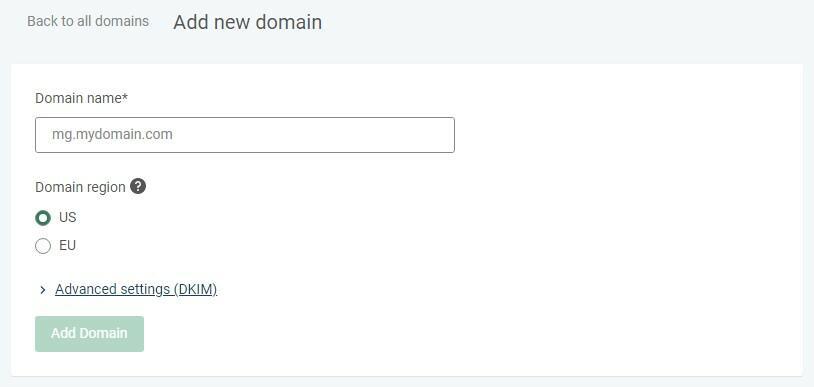 Back to all domains Add new domain
Domain name*
mg.mydomain.com
Domain region ?
US
EU
Advanced settings (DKIM)
Add Domain